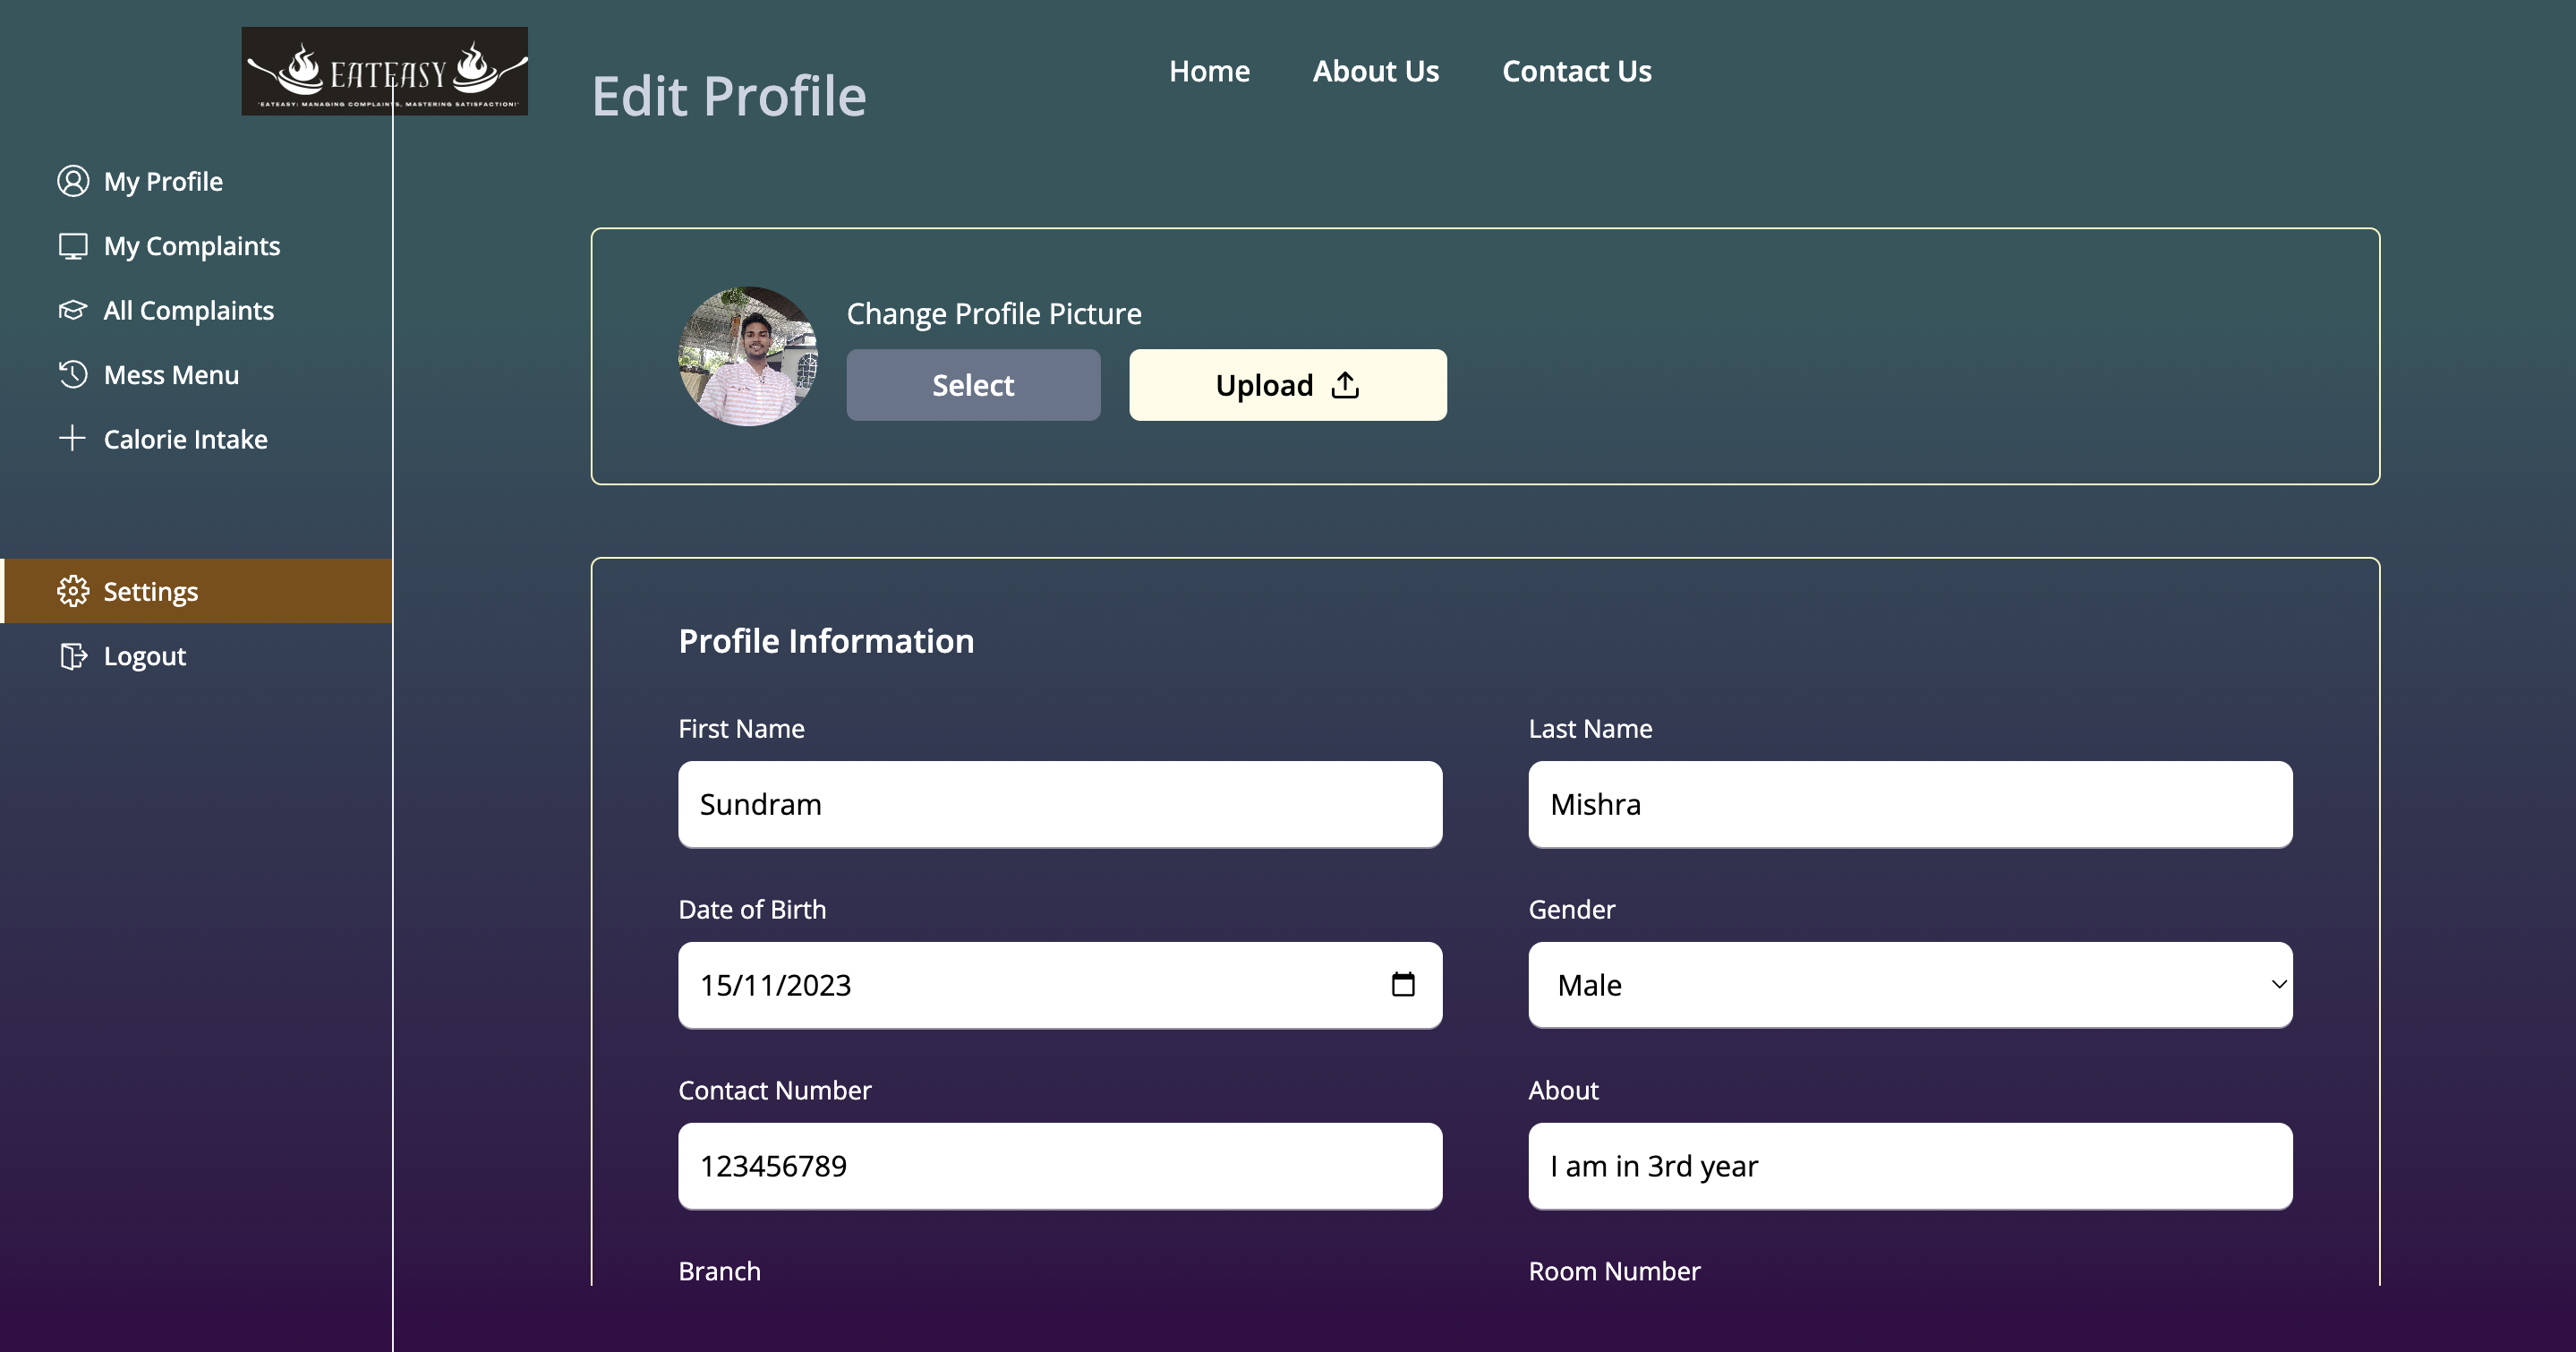 EATEASY
"EATEASY: MANAGING COMPLAINTS, MASTERING SATISFACTION!"
Home
About Us
Contact Us
My Profile
My Complaints
All Complaints
Mess Menu
Calorie Intake
Settings
Logout
Edit Profile
Change Profile Picture
Select
Upload
Profile Information
First Name
Last Name
Sundram
Mishra
Date of Birth
Gender
15/11/2023
Male
Contact Number
About
123456789
I am in 3rd year
Branch
Room Number